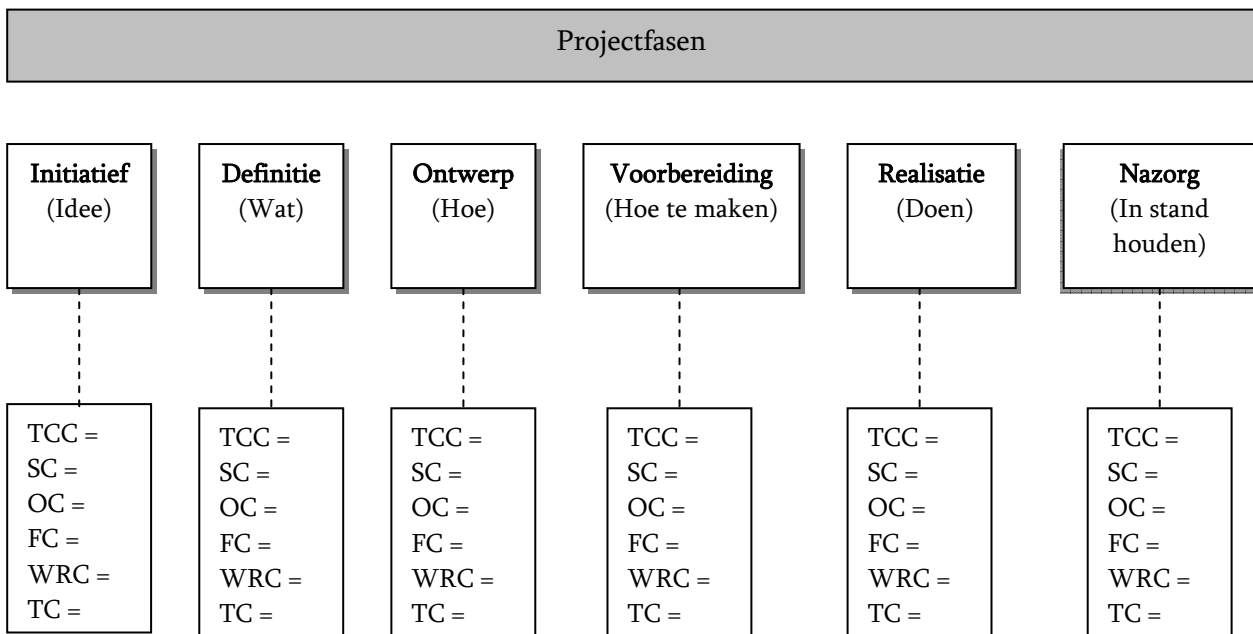 Projectfasen
Initiatief
(Idee)
Definitie
(Wat)
Ontwerp
(Hoe)
Voorbereiding
(Hoe te maken)
Realisatie
(Doen)
Nazorg
(In stand
houden)
TCC =
SC =
OC =
FC =
WRC =
TC =
TCC =
SC =
OC =
FC =
WRC =
TC =
TCC =
SC =
OC =
FC =
WRC =
TC =
TCC =
SC =
OC =
FC =
WRC =
TC =
TCC =
SC =
OC =
FC =
WRC =
TC =
TCC =
SC =
OC =
FC =
WRC =
TC =